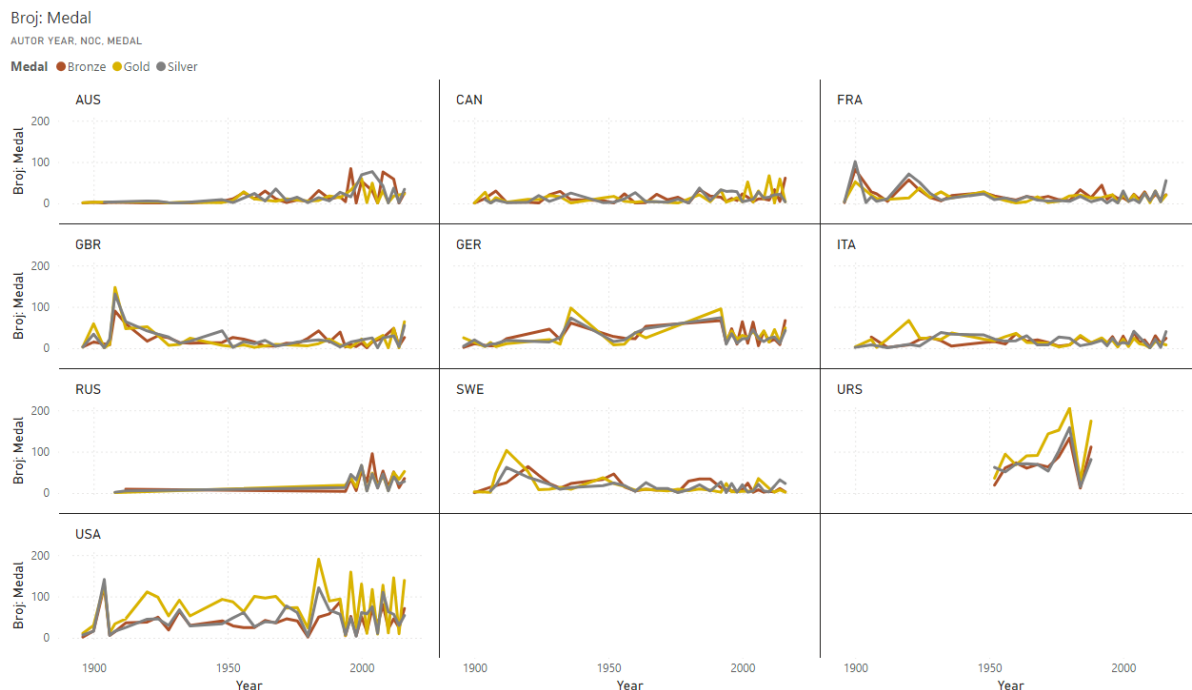 Broj: Medal
AUTOR YEAR, NOC, MEDAL
Medal Bronze Gold Silver
AUS CAN FRA
200
Broj: Medal
100
0
GBR GER ITA
200
Broj: Medal
100
0
RUS SWE URS
200
Broj: Medal
100
0
USA
200
Broj: Medal
100
0
1900 1950 2000 1900 1950 2000 1900 1950 2000
Year Year Year